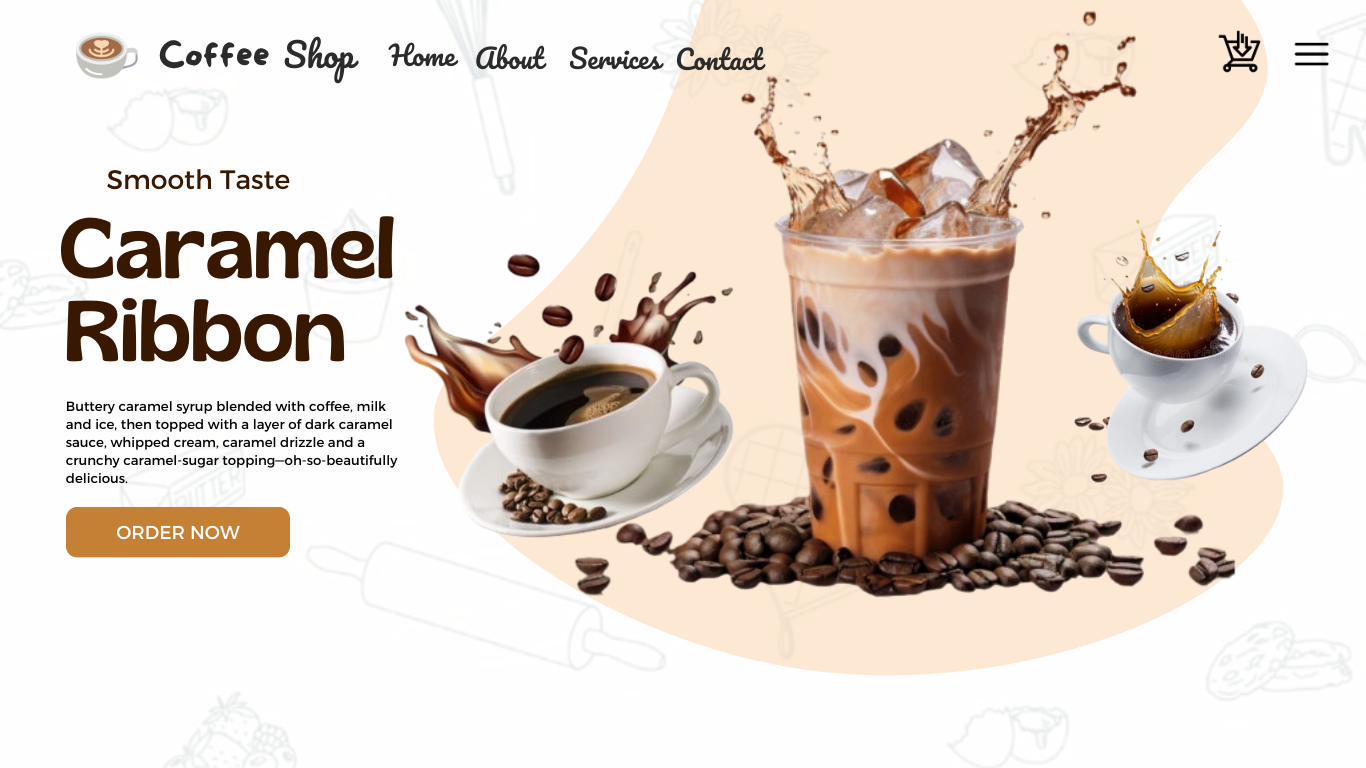 Coffee Shop Home About Services Contact
Smooth Taste
Caramel
Ribbon
Buttery caramel syrup blended with coffee, milk
and ice, then topped with a layer of dark caramel
sauce, whipped cream, caramel drizzle and a
crunchy caramel-sugar topping—oh-so-beautifully
delicious.
ORDER NOW
BUTTER
BUTTER